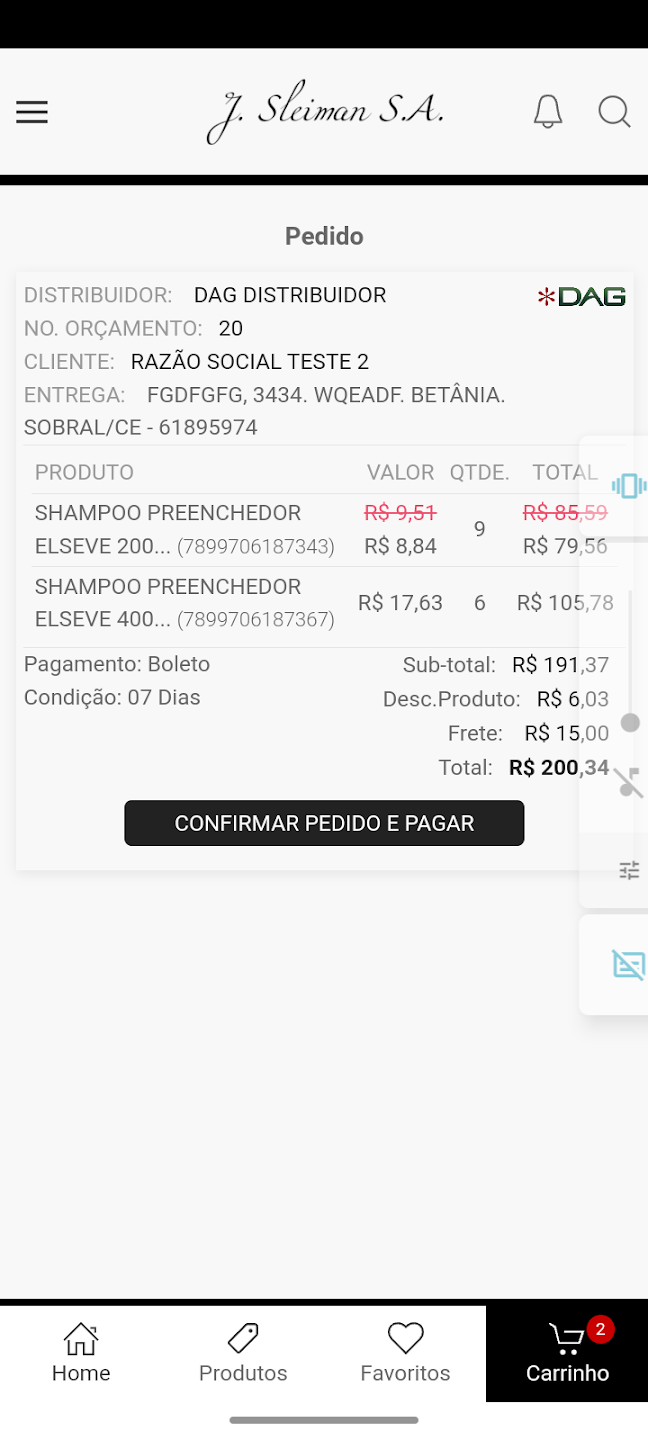 J. Sleiman S.A.
Pedido
DISTRIBUIDOR: DAG DISTRIBUIDOR
*DAG
NO. ORÇAMENTO: 20
CLIENTE: RAZÃO SOCIAL TESTE 2
ENTREGA: FGDFGFG, 3434. WQEADF. BETÂNIA.
SOBRAL/CE - 61895974
PRODUTO VALOR QTDE. TOTAL
SHAMPOO PREENCHEDOR R$ 9,51 R$ 85,59
9
ELSEVE 200... (7899706187343) R$ 8,84 R$ 79,56
SHAMPOO PREENCHEDOR
R$ 17,63 6 R$ 105,78
ELSEVE 400... (7899706187367)
Pagamento: Boleto Sub-total: R$ 191,37
Condição: 07 Dias Desc.Produto: R$ 6,03
Frete: R$ 15,00
Total: R$ 200,34
CONFIRMAR PEDIDO E PAGAR
2
Home Produtos Favoritos Carrinho